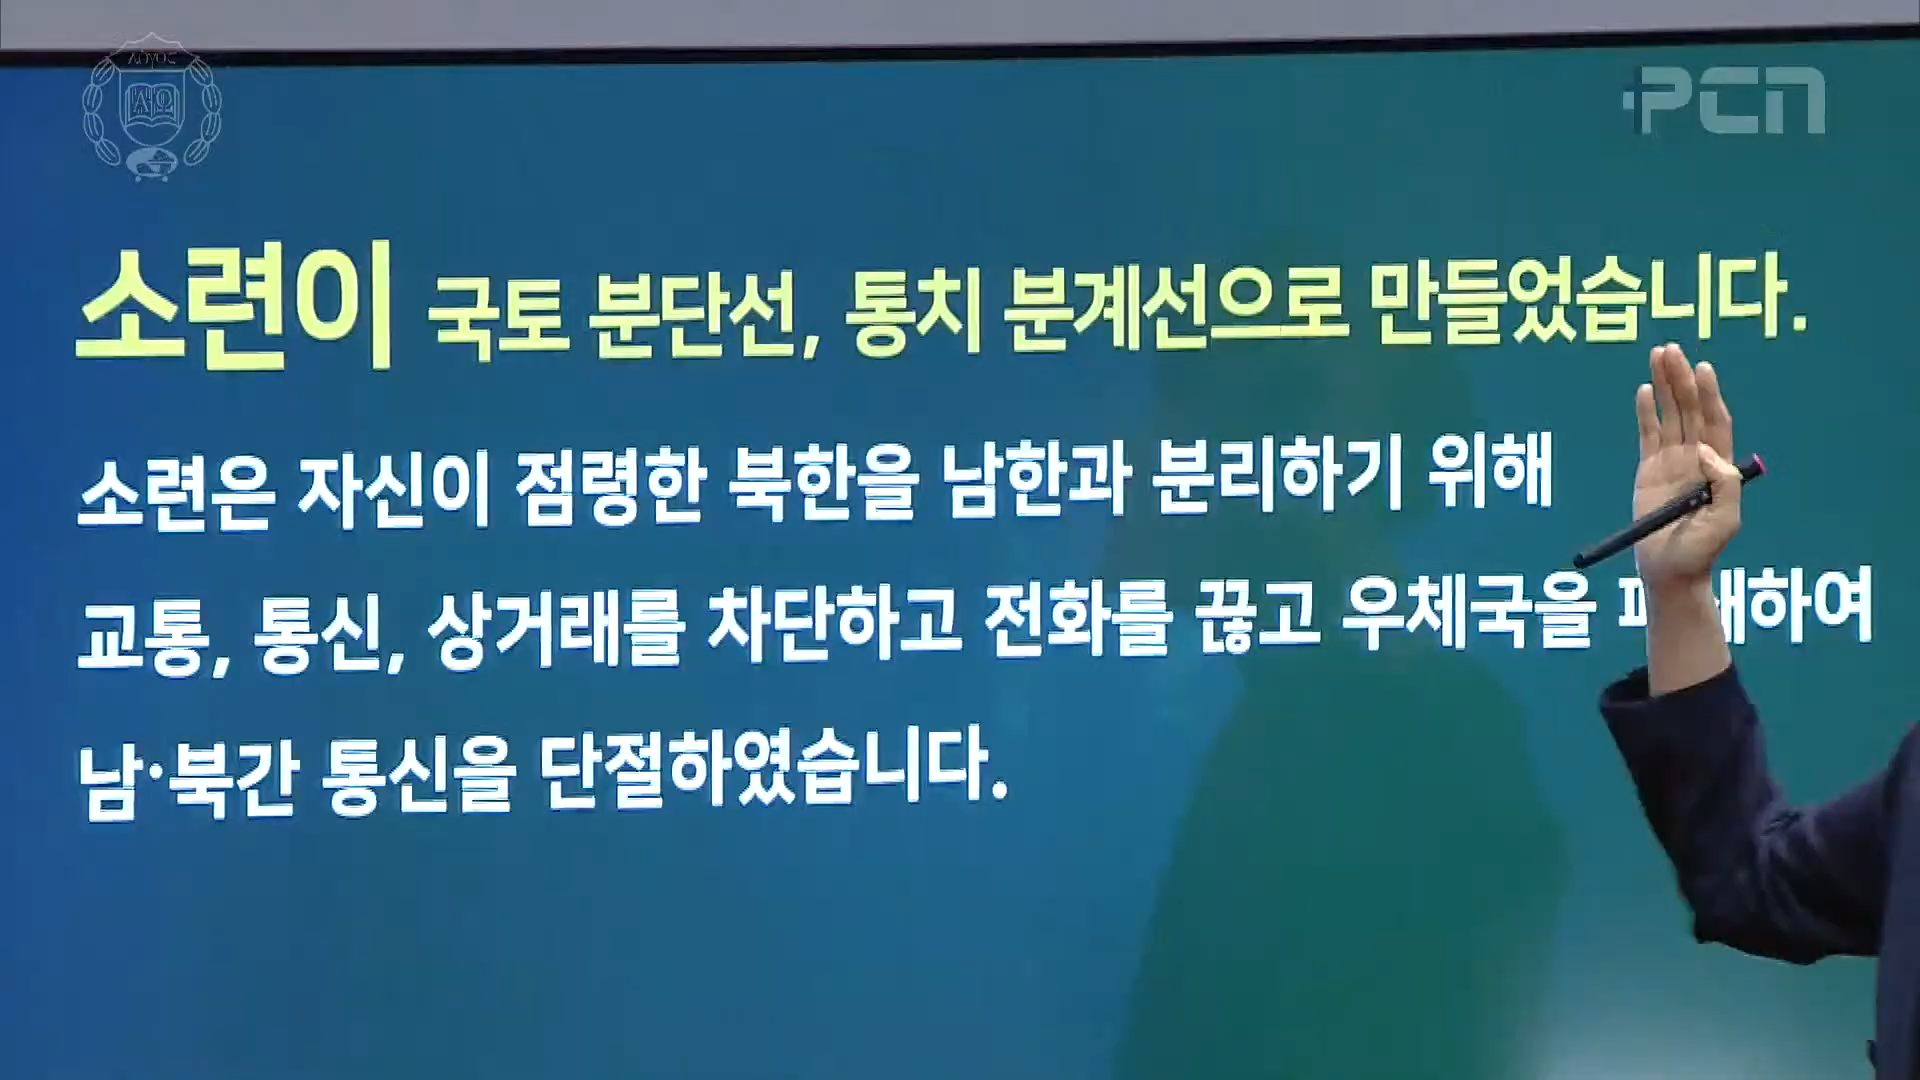 ΛΟΓΟΣ
Α Ω
PCN
소련이 국토 분단선, 통치 분계선으로 만들었습니다.
소련은 자신이 점령한 북한을 남한과 분리하기 위해
교통, 통신, 상거래를 차단하고 전화를 끊고 우체국을
남·북간 통신을 단절하였습니다.